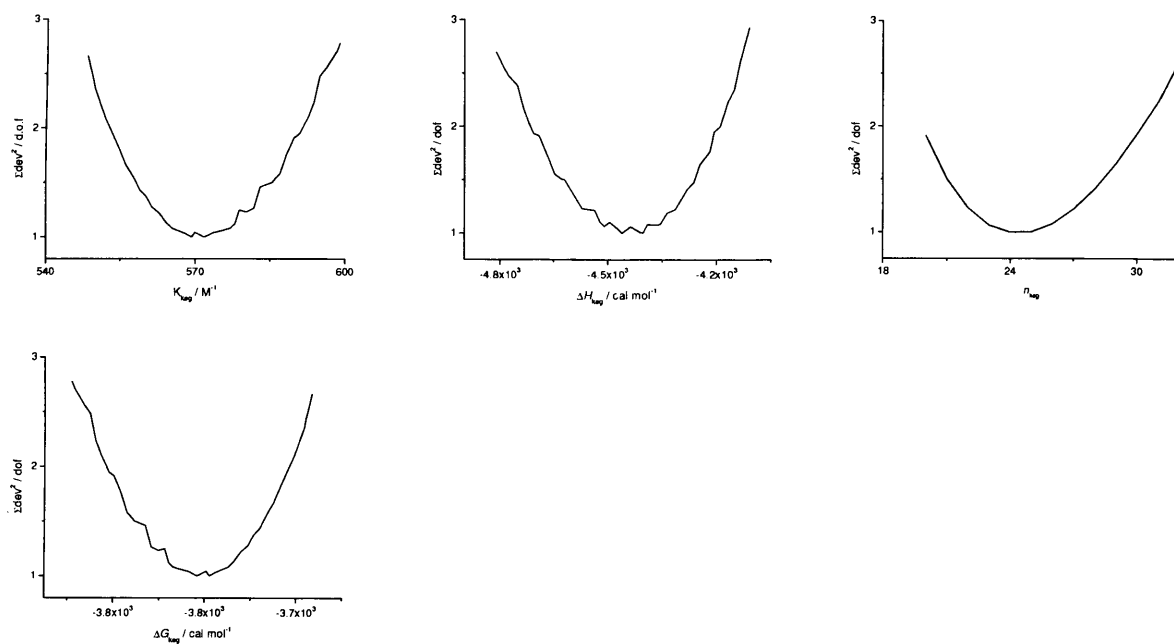 3
2
1
Σdev² / d.o.f
540
570
600
K_kag / M⁻¹
3
2
1
Σdev² / dof
-4.8x10³
-4.5x10³
-4.2x10³
ΔH_kag / cal mol⁻¹
3
2
1
Σdev² / dof
18
24
30
n_kag
3
2
1
Σdev² / dof
-3.8x10³
-3.8x10³
-3.7x10³
ΔG_kag / cal mol⁻¹